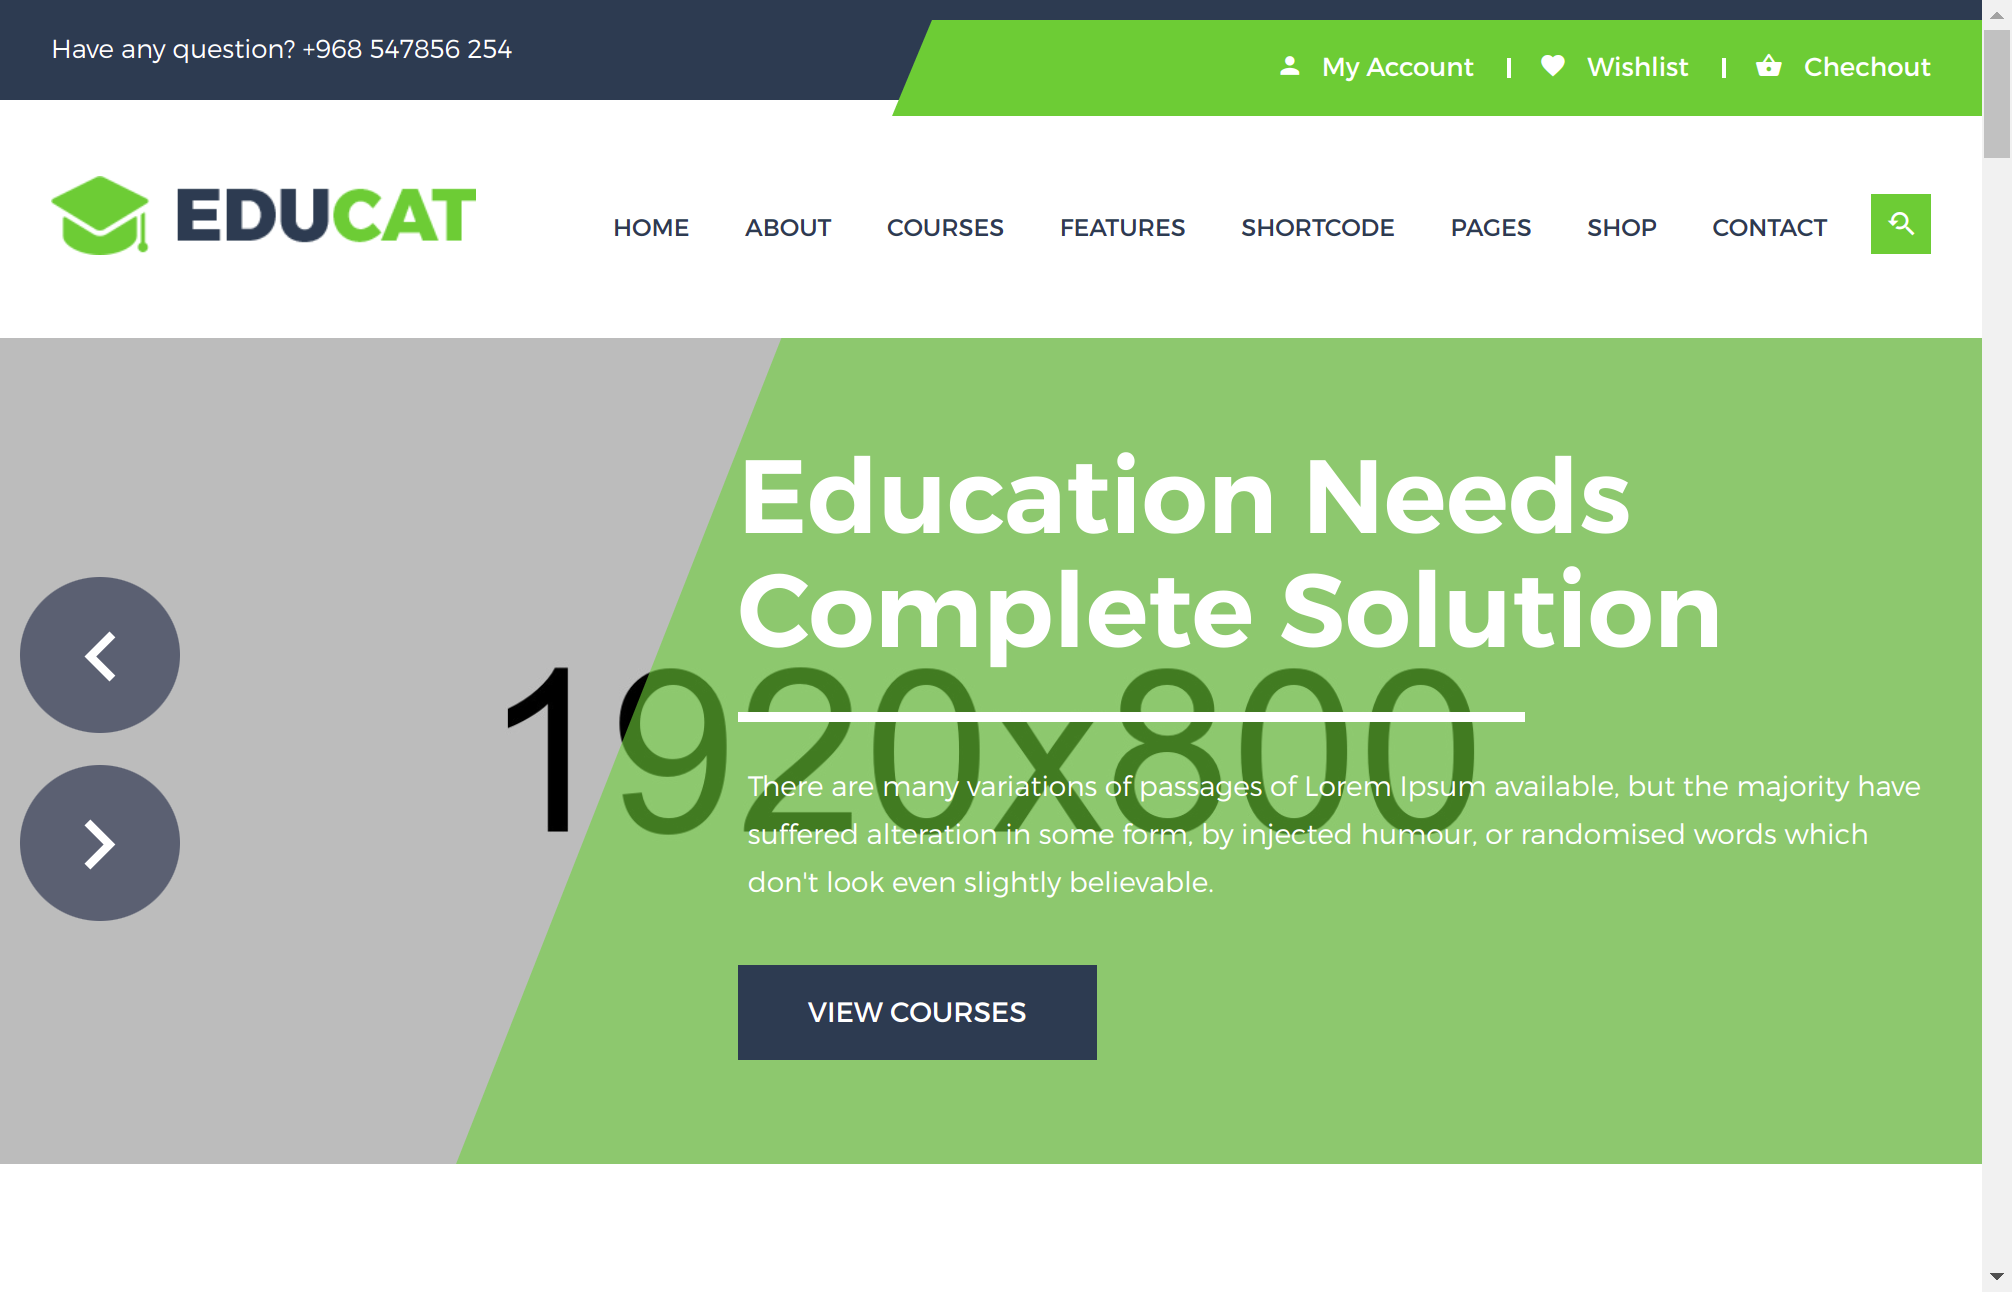 Have any question? +968 547856 254
My Account
Wishlist
Chechout
EDUCAT
HOME
ABOUT
COURSES
FEATURES
SHORTCODE
PAGES
SHOP
CONTACT
Education Needs
Complete Solution
1920x800
There are many variations of passages of Lorem Ipsum available, but the majority have
suffered alteration in some form, by injected humour, or randomised words which
don't look even slightly believable.
VIEW COURSES